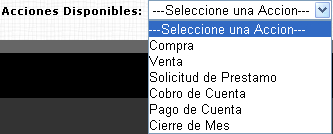 Acciones Disponibles: ---Seleccione una Accion---
---Seleccione una Accion---
Compra
Venta
Solicitud de Prestamo
Cobro de Cuenta
Pago de Cuenta
Cierre de Mes